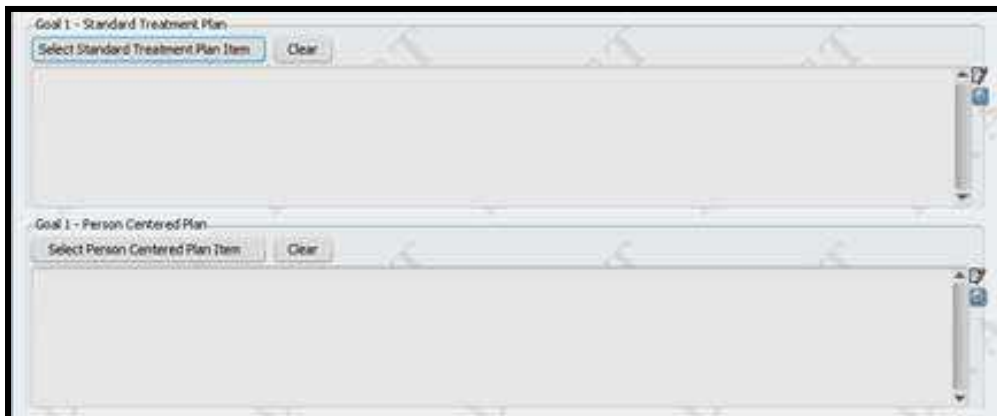 Goal 1 - Standard Treatment Plan
Select Standard Treatment Plan Item Clear
Goal 1 - Person Centered Plan
Select Person Centered Plan Item Clear